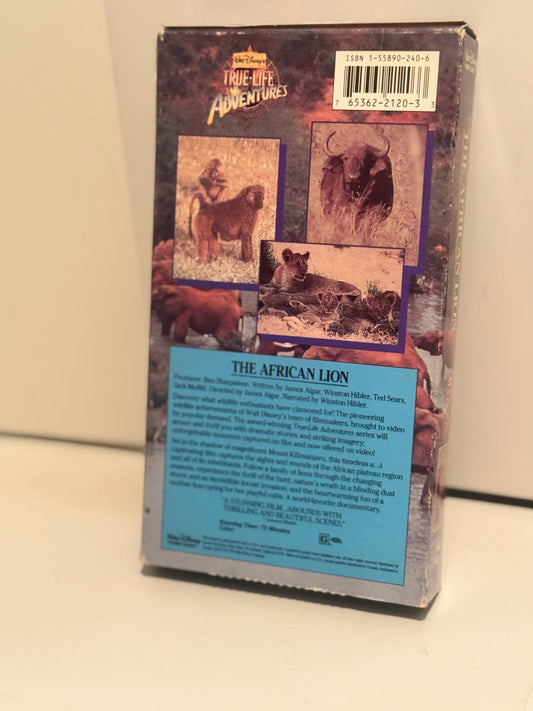 Walt Disney's
TRUE-LIFE
ADVENTURES
ISBN 1-55890-240-6
7 65362-2120-3 3
THE AFRICAN LION
THE AFRICAN LION
Producer: Ben Sharpsteen. Written by James Algar, Winston Hibler, Ted Sears,
Jack Moffitt. Directed by James Algar. Narrated by Winston Hibler.
Discover what wildlife enthusiasts have clamored for! The pioneering
wildlife achievements of Walt Disney's team of filmmakers, brought to video
by popular demand. The award-winning True-Life Adventures series will
amaze and thrill you with dramatic stories and striking imagery;
unforgettable moments captured on film and now offered on video!
Set in the shadow of magnificent Mount Kilimanjaro, this timeless a
captivating film captures the sights and sounds of the African plateau region
and all of its inhabitants. Follow a family of lions through the changing
seasons, experience the thrill of the hunt, nature's wrath in a blinding dust
storm and an incredible locust invasion, and the heartwarming fun of a
mother lion caring for her playful cubs. A world-favorite documentary.
"A STUNNING FILM...ABOUNDS WITH
THRILLING AND BEAUTIFUL SCENES."
Leonard Maltin
Running Time: 72 Minutes
Color
Walt Disney
G